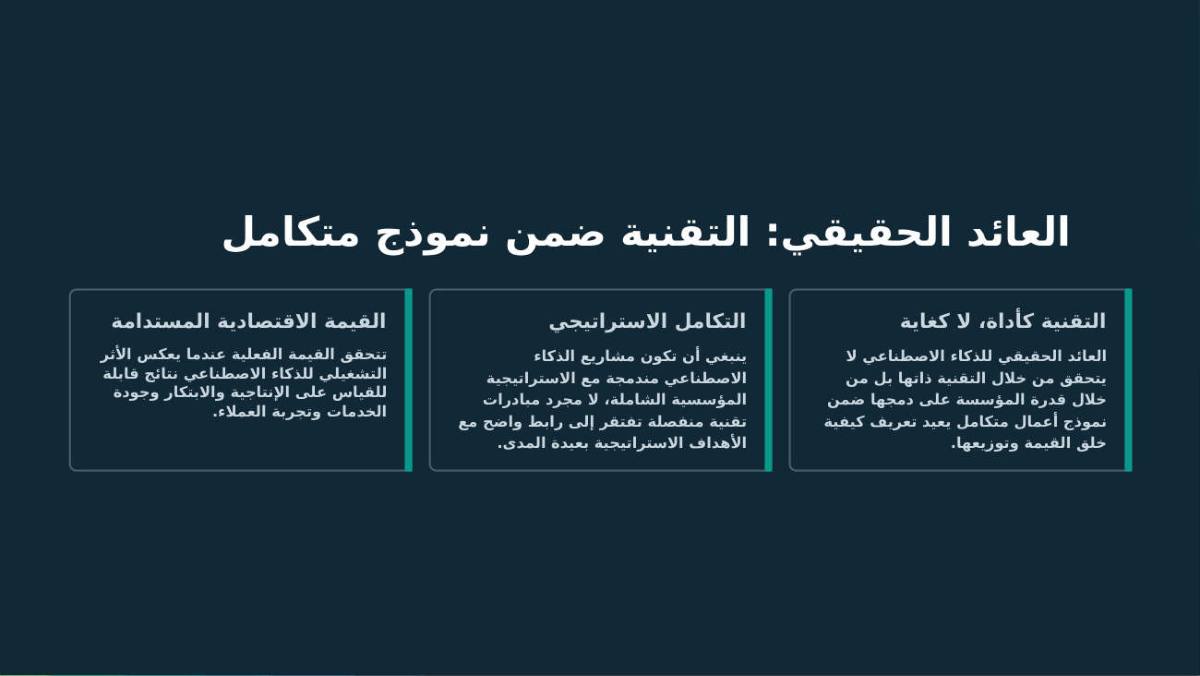 العائد الحقيقي: التقنية ضمن نموذج متكامل
التقنية كأداة، لا كغاية
العائد الحقيقي للذكاء الاصطناعي لا
يتحقق من خلال التقنية ذاتها بل من
خلال قدرة المؤسسة على دمجها ضمن
نموذج أعمال متكامل يعيد تعريف كيفية
خلق القيمة وتوزيعها.
التكامل الاستراتيجي
ينبغي أن تكون مشاريع الذكاء
الاصطناعي مندمجة مع الاستراتيجية
المؤسسية الشاملة، لا مجرد مبادرات
تقنية منفصلة تفتقر إلى رابط واضح مع
الأهداف الاستراتيجية بعيدة المدى.
القيمة الاقتصادية المستدامة
تتحقق القيمة الفعلية عندما يعكس الأثر
التشغيلي للذكاء الاصطناعي نتائج قابلة
للقياس على الإنتاجية والابتكار وجودة
الخدمات وتجربة العملاء.